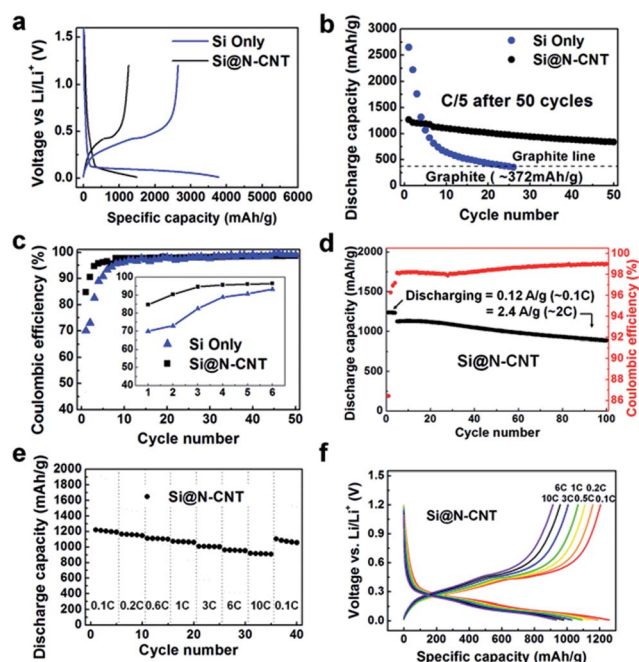 a
Si Only
Si@N-CNT
Voltage vs Li/Li+ (V)
1.5
1.0
0.5
0.0
0 1000 2000 3000 4000 5000 6000
Specific capacity (mAh/g)
b
Si Only
Si@N-CNT
C/5 after 50 cycles
Graphite line
Graphite ( ~372mAh/g)
Discharge capacity (mAh/g)
3000
2500
2000
1500
1000
500
0
0 10 20 30 40 50
Cycle number
c
Coulombic efficiency (%)
100
90
80
70
60
50
40
100
90
80
70
60
50
40
1 2 3 4 5 6
Si Only
Si@N-CNT
0 10 20 30 40 50
Cycle number
d
Discharge capacity (mAh/g)
2000
1500
1000
500
0
Discharging = 0.12 A/g (~0.1C)
= 2.4 A/g (~2C)
Si@N-CNT
100
98
96
94
92
90
88
86
Coulombic efficiency (%)
0 20 40 60 80 100
Cycle number
e
Si@N-CNT
Discharge capacity (mAh/g)
2000
1800
1600
1400
1200
1000
800
600
400
200
0
0.1C 0.2C 0.6C 1C 3C 6C 10C 0.1C
0 10 20 30 40
Cycle number
f
Si@N-CNT
6C 1C 0.2C
10C 3C 0.5C 0.1C
Voltage vs. Li/Li+ (V)
1.5
1.2
0.9
0.6
0.3
0.0
0 200 400 600 800 1000 1200
Specific capacity (mAh/g)